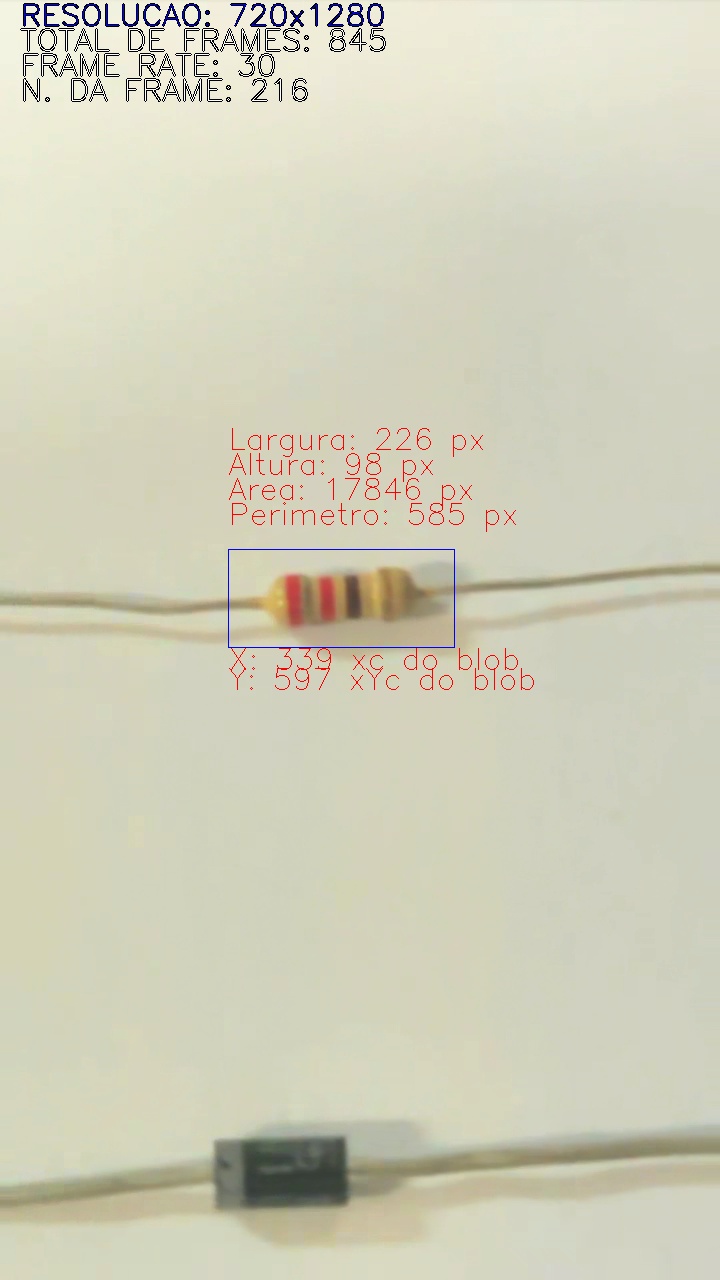 RESOLUCAO: 720x1280
TOTAL DE FRAMES: 845
FRAME RATE: 30
N. DA FRAME: 216
Largura: 226 px
Altura: 98 px
Area: 17846 px
Perimetro: 585 px
X: 339 xc do blob
Y: 597 xYc do blob